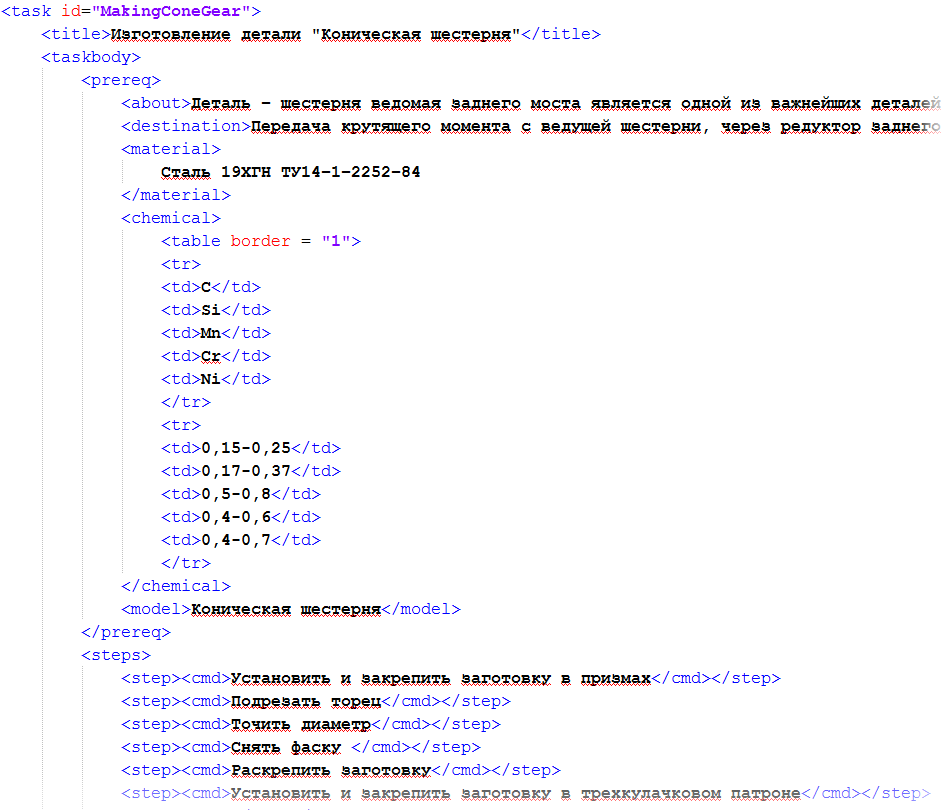 <task id="MakingConeGear">
<title>Изготовление детали "Коническая шестерня"</title>
<taskbody>
<prereq>
<about>Деталь – шестерня ведомая заднего моста является одной из важнейших деталей
<destination>Передача крутящего момента с ведущей шестерни, через редуктор заднего
<material>
Сталь 19ХГН ТУ14-1-2252-84
</material>
<chemical>
<table border = "1">
<tr>
<td>C</td>
<td>Si</td>
<td>Mn</td>
<td>Cr</td>
<td>Ni</td>
</tr>
<tr>
<td>0,15-0,25</td>
<td>0,17-0,37</td>
<td>0,5-0,8</td>
<td>0,4-0,6</td>
<td>0,4-0,7</td>
</tr>
</chemical>
<model>Коническая шестерня</model>
</prereq>
<steps>
<step><cmd>Установить и закрепить заготовку в призмах</cmd></step>
<step><cmd>Подрезать торец</cmd></step>
<step><cmd>Точить диаметр</cmd></step>
<step><cmd>Снять фаску </cmd></step>
<step><cmd>Раскрепить заготовку</cmd></step>
<step><cmd>Установить и закрепить заготовку в трехкулачковом патроне</cmd></step>